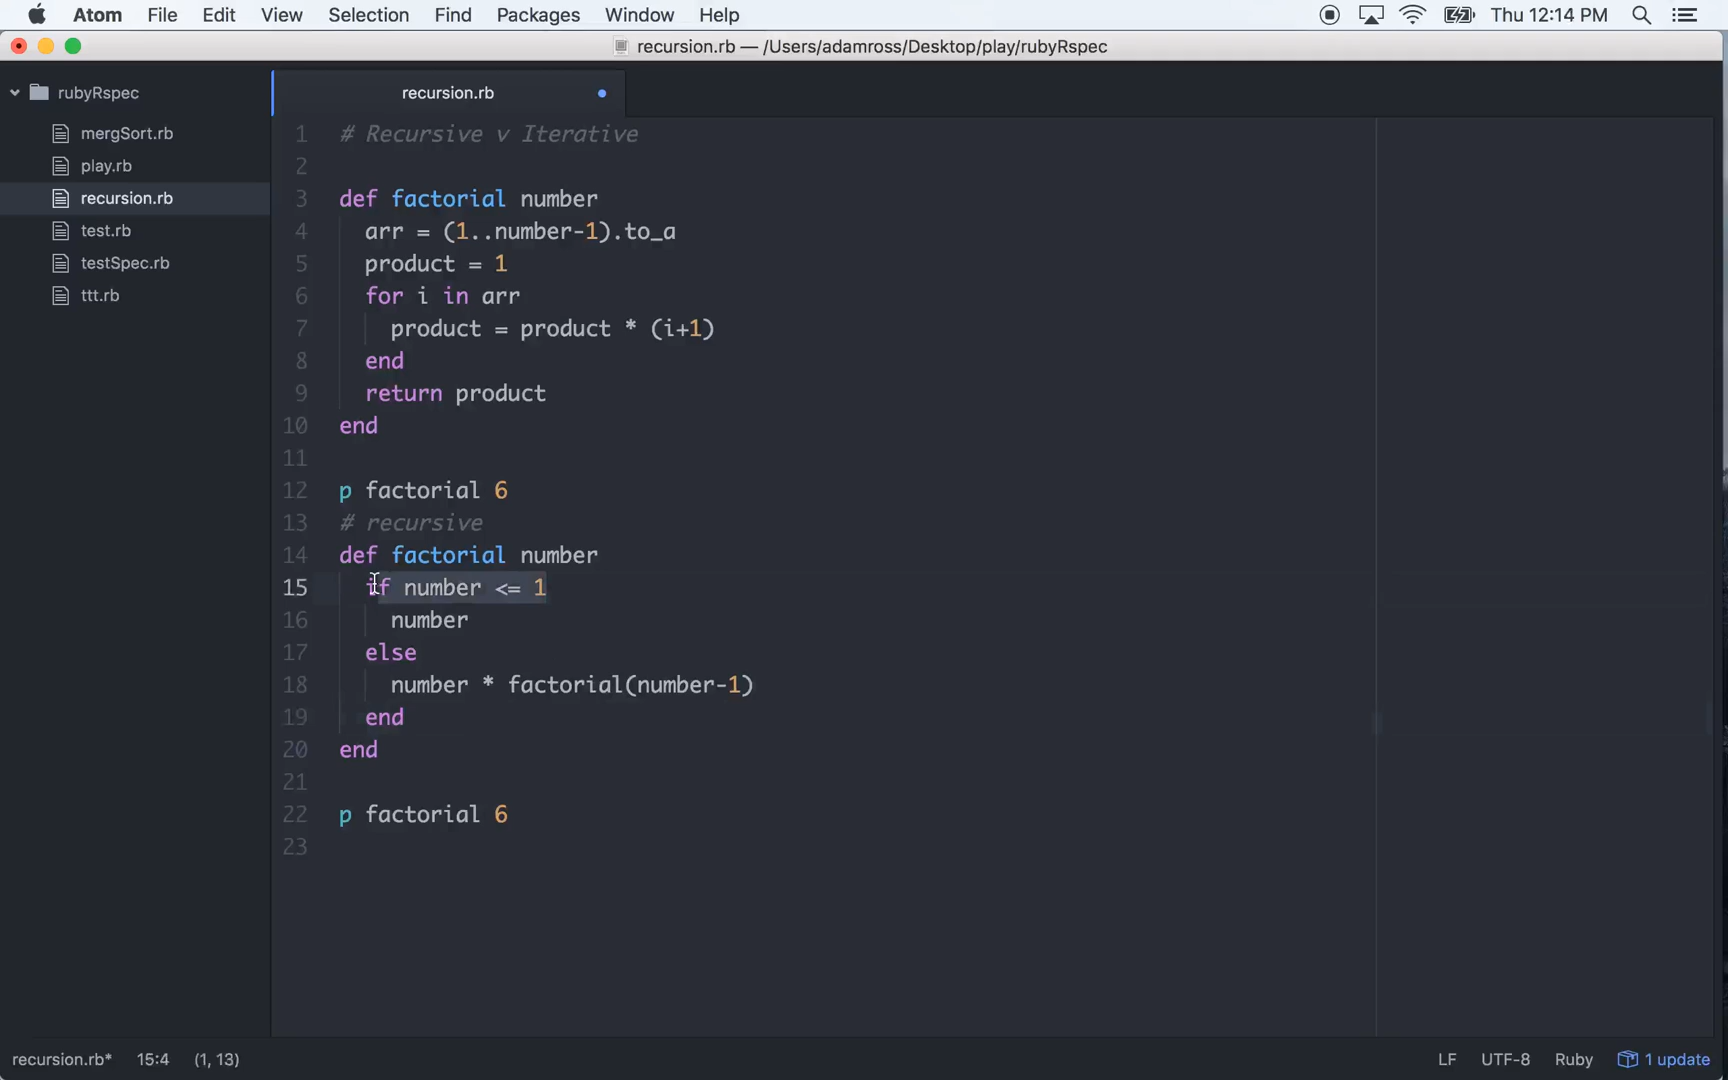 Atom File Edit View Selection Find Packages Window Help Thu 12:14 PM
recursion.rb — /Users/adamross/Desktop/play/rubyRspec
rubyRspec
mergSort.rb
play.rb
recursion.rb
test.rb
testSpec.rb
ttt.rb
recursion.rb
1 # Recursive v Iterative
2
3 def factorial number
4 arr = (1..number-1).to_a
5 product = 1
6 for i in arr
7 product = product * (i+1)
8 end
9 return product
10 end
11
12 p factorial 6
13 # recursive
14 def factorial number
15 if number <= 1
16 number
17 else
18 number * factorial(number-1)
19 end
20 end
21
22 p factorial 6
23
recursion.rb* 15:4 (1, 13) LF UTF-8 Ruby 1 update